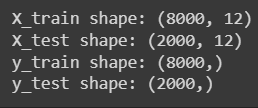 X_train shape: (8000, 12)
X_test shape: (2000, 12)
y_train shape: (8000,)
y_test shape: (2000,)